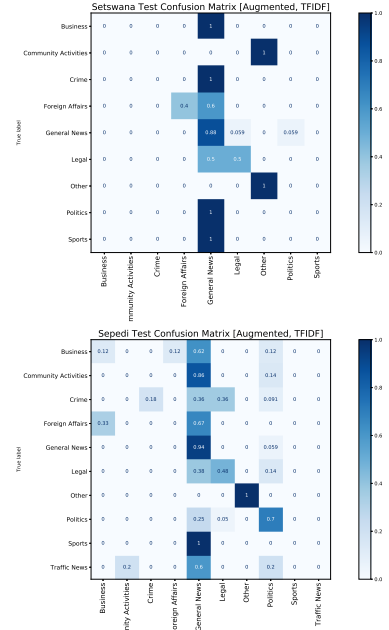 Setswana Test Confusion Matrix [Augmented, TFIDF]
True label
Business 0 0 0 0 1 0 0 0 0
Community Activities 0 0 0 0 0 0 1 0 0
Crime 0 0 0 0 1 0 0 0 0
Foreign Affairs 0 0 0 0.4 0.6 0 0 0 0
General News 0 0 0 0 0.88 0.059 0 0.059 0
Legal 0 0 0 0 0.5 0.5 0 0 0
Other 0 0 0 0 0 0 1 0 0
Politics 0 0 0 0 1 0 0 0 0
Sports 0 0 0 0 1 0 0 0 0
Business
mmunity Activities
Crime
Foreign Affairs
General News
Legal
Other
Politics
Sports
1.0
0.8
0.6
0.4
0.2
0.0
Sepedi Test Confusion Matrix [Augmented, TFIDF]
True label
Business 0.12 0 0 0.12 0.62 0 0 0.12 0 0
Community Activities 0 0 0 0 0.86 0 0 0.14 0 0
Crime 0 0 0.18 0 0.36 0.36 0 0.091 0 0
Foreign Affairs 0.33 0 0 0 0.67 0 0 0 0 0
General News 0 0 0 0 0.94 0 0 0.059 0 0
Legal 0 0 0 0 0.38 0.48 0 0.14 0 0
Other 0 0 0 0 0 0 1 0 0 0
Politics 0 0 0 0 0.25 0.05 0 0.7 0 0
Sports 0 0 0 0 1 0 0 0 0 0
Traffic News 0 0.2 0 0 0.6 0 0 0.2 0 0
Business
nity Activities
Crime
oreign Affairs
General News
Legal
Other
Politics
Sports
Traffic News
1.0
0.8
0.6
0.4
0.2
0.0